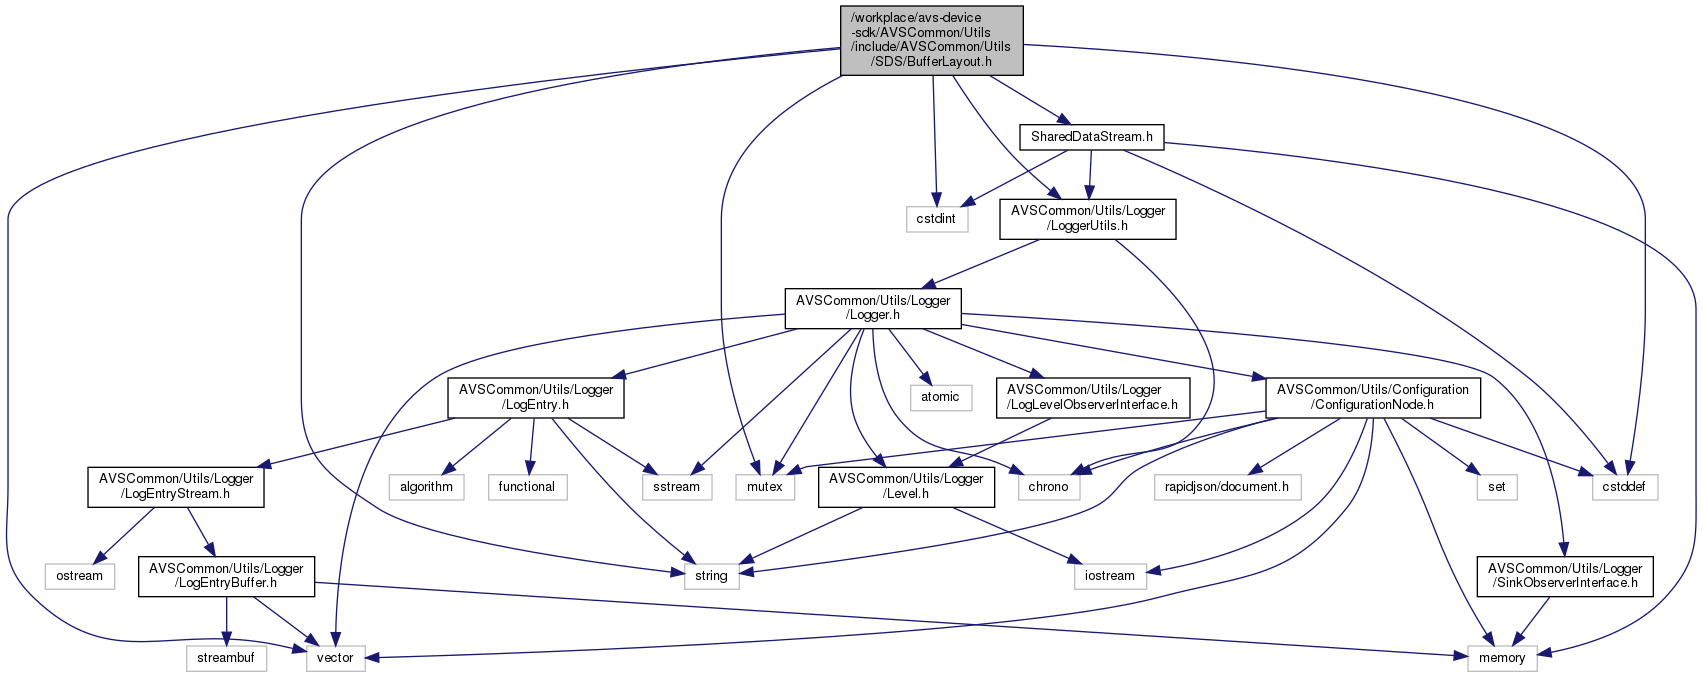 /workplace/avs-device
-sdk/AVSCommon/Utils
/include/AVSCommon/Utils
/SDS/BufferLayout.h
SharedDataStream.h
cstdint
AVSCommon/Utils/Logger
/LoggerUtils.h
AVSCommon/Utils/Logger
/Logger.h
AVSCommon/Utils/Logger
/LogEntry.h
atomic
AVSCommon/Utils/Logger
/LogLevelObserverInterface.h
AVSCommon/Utils/Configuration
/ConfigurationNode.h
AVSCommon/Utils/Logger
/LogEntryStream.h
algorithm
functional
sstream
mutex
AVSCommon/Utils/Logger
/Level.h
chrono
rapidjson/document.h
set
cstddef
ostream
AVSCommon/Utils/Logger
/LogEntryBuffer.h
string
iostream
AVSCommon/Utils/Logger
/SinkObserverInterface.h
streambuf
vector
memory